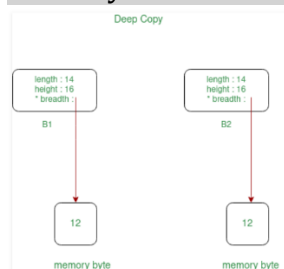 Deep Copy
length : 14
height : 16
* breadth :
length : 14
height : 16
* breadth :
B1
B2
12
12
memory byte
memory byte